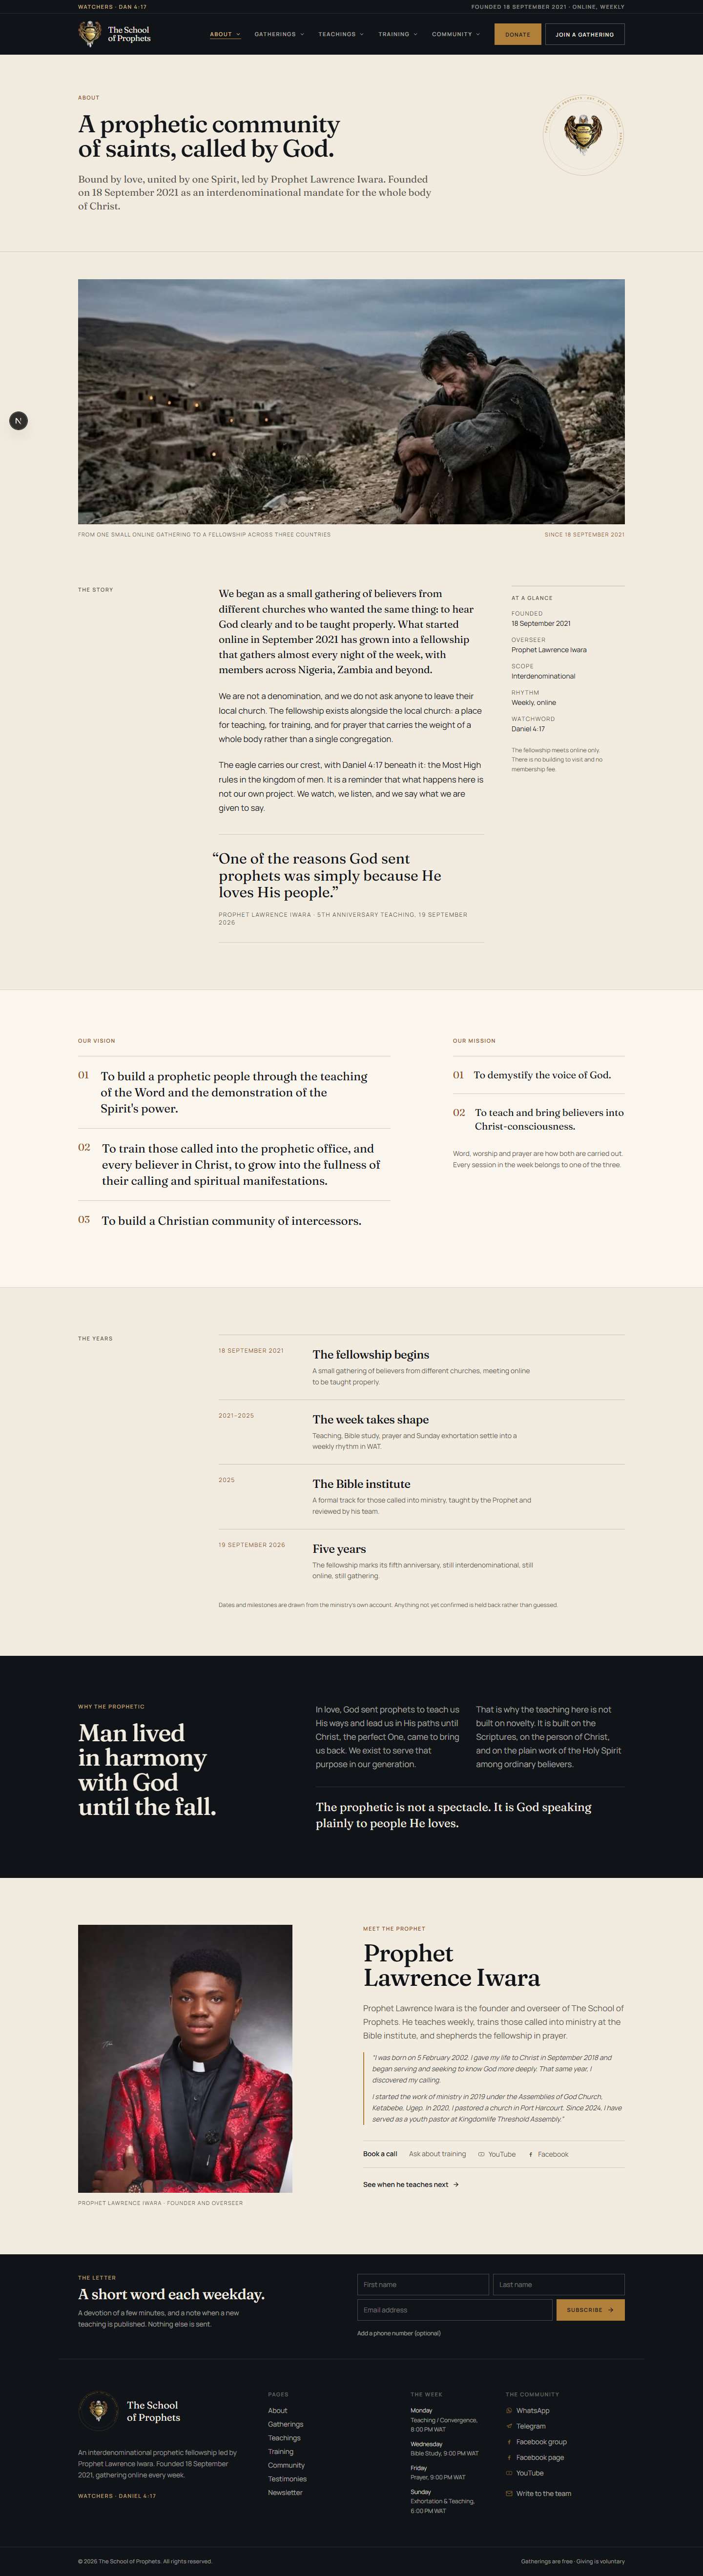 WATCHERS · DAN 4:17
FOUNDED 18 SEPTEMBER 2021 · ONLINE, WEEKLY
The School
of Prophets
ABOUT
GATHERINGS
TEACHINGS
TRAINING
COMMUNITY
DONATE
JOIN A GATHERING
ABOUT
A prophetic community
of saints, called by God.
Bound by love, united by one Spirit, led by Prophet Lawrence Iwara. Founded
on 18 September 2021 as an interdenominational mandate for the whole body
of Christ.
N
FROM ONE SMALL ONLINE GATHERING TO A FELLOWSHIP ACROSS THREE COUNTRIES
SINCE 18 SEPTEMBER 2021
THE STORY
We began as a small gathering of believers from
different churches who wanted the same thing: to hear
God clearly and to be taught properly. What started
online in September 2021 has grown into a fellowship
that gathers almost every night of the week, with
members across Nigeria, Zambia and beyond.
We are not a denomination, and we do not ask anyone to leave their
local church. The fellowship exists alongside the local church: a place
for teaching, for training, and for prayer that carries the weight of a
whole body rather than a single congregation.
The eagle carries our crest, with Daniel 4:17 beneath it: the Most High
rules in the kingdom of men. It is a reminder that what happens here is
not our own project. We watch, we listen, and we say what we are
given to say.
“One of the reasons God sent
prophets was simply because He
loves His people.”
PROPHET LAWRENCE IWARA · 5TH ANNIVERSARY TEACHING, 19 SEPTEMBER
2026
AT A GLANCE
FOUNDED
18 September 2021
OVERSEER
Prophet Lawrence Iwara
SCOPE
Interdenominational
RHYTHM
Weekly, online
WATCHWORD
Daniel 4:17
The fellowship meets online only.
There is no building to visit and no
membership fee.
OUR VISION
01 To build a prophetic people through the teaching
of the Word and the demonstration of the
Spirit's power.
02 To train those called into the prophetic office, and
every believer in Christ, to grow into the fullness of
their calling and spiritual manifestations.
03 To build a Christian community of intercessors.
OUR MISSION
01 To demystify the voice of God.
02 To teach and bring believers into
Christ-consciousness.
Word, worship and prayer are how both are carried out.
Every session in the week belongs to one of the three.
THE YEARS
18 SEPTEMBER 2021
The fellowship begins
A small gathering of believers from different churches, meeting online
to be taught properly.
2021–2025
The week takes shape
Teaching, Bible study, prayer and Sunday exhortation settle into a
weekly rhythm in WAT.
2025
The Bible institute
A formal track for those called into ministry, taught by the Prophet and
reviewed by his team.
19 SEPTEMBER 2026
Five years
The fellowship marks its fifth anniversary, still interdenominational, still
online, still gathering.
Dates and milestones are drawn from the ministry's own account. Anything not yet confirmed is held back rather than guessed.
WHY THE PROPHETIC
Man lived
in harmony
with God
until the fall.
In love, God sent prophets to teach us
His ways and lead us in His paths until
Christ, the perfect One, came to bring
us back. We exist to serve that
purpose in our generation.
That is why the teaching here is not
built on novelty. It is built on the
Scriptures, on the person of Christ,
and on the plain work of the Holy Spirit
among ordinary believers.
The prophetic is not a spectacle. It is God speaking
plainly to people He loves.
PROPHET LAWRENCE IWARA · FOUNDER AND OVERSEER
MEET THE PROPHET
Prophet
Lawrence Iwara
Prophet Lawrence Iwara is the founder and overseer of The School of
Prophets. He teaches weekly, trains those called into ministry at the
Bible institute, and shepherds the fellowship in prayer.
“I was born on 5 February 2002. I gave my life to Christ in September 2018 and
began serving and seeking to know God more deeply. That same year, I
discovered my calling.
I started the work of ministry in 2019 under the Assemblies of God Church,
Ketabebe, Ugep. In 2020, I pastored a church in Port Harcourt. Since 2024, I have
served as a youth pastor at Kingdomlife Threshold Assembly.”
Book a call
Ask about training
YouTube
Facebook
See when he teaches next
THE LETTER
A short word each weekday.
A devotion of a few minutes, and a note when a new
teaching is published. Nothing else is sent.
First name
Last name
Email address
SUBSCRIBE
Add a phone number (optional)
The School
of Prophets
An interdenominational prophetic fellowship led by
Prophet Lawrence Iwara. Founded 18 September
2021, gathering online every week.
WATCHERS · DANIEL 4:17
PAGES
About
Gatherings
Teachings
Training
Community
Testimonies
Newsletter
THE WEEK
Monday
Teaching / Convergence,
8:00 PM WAT
Wednesday
Bible Study, 9:00 PM WAT
Friday
Prayer, 9:00 PM WAT
Sunday
Exhortation & Teaching,
6:00 PM WAT
THE COMMUNITY
WhatsApp
Telegram
Facebook group
Facebook page
YouTube
Write to the team
© 2026 The School of Prophets. All rights reserved.
Gatherings are free · Giving is voluntary